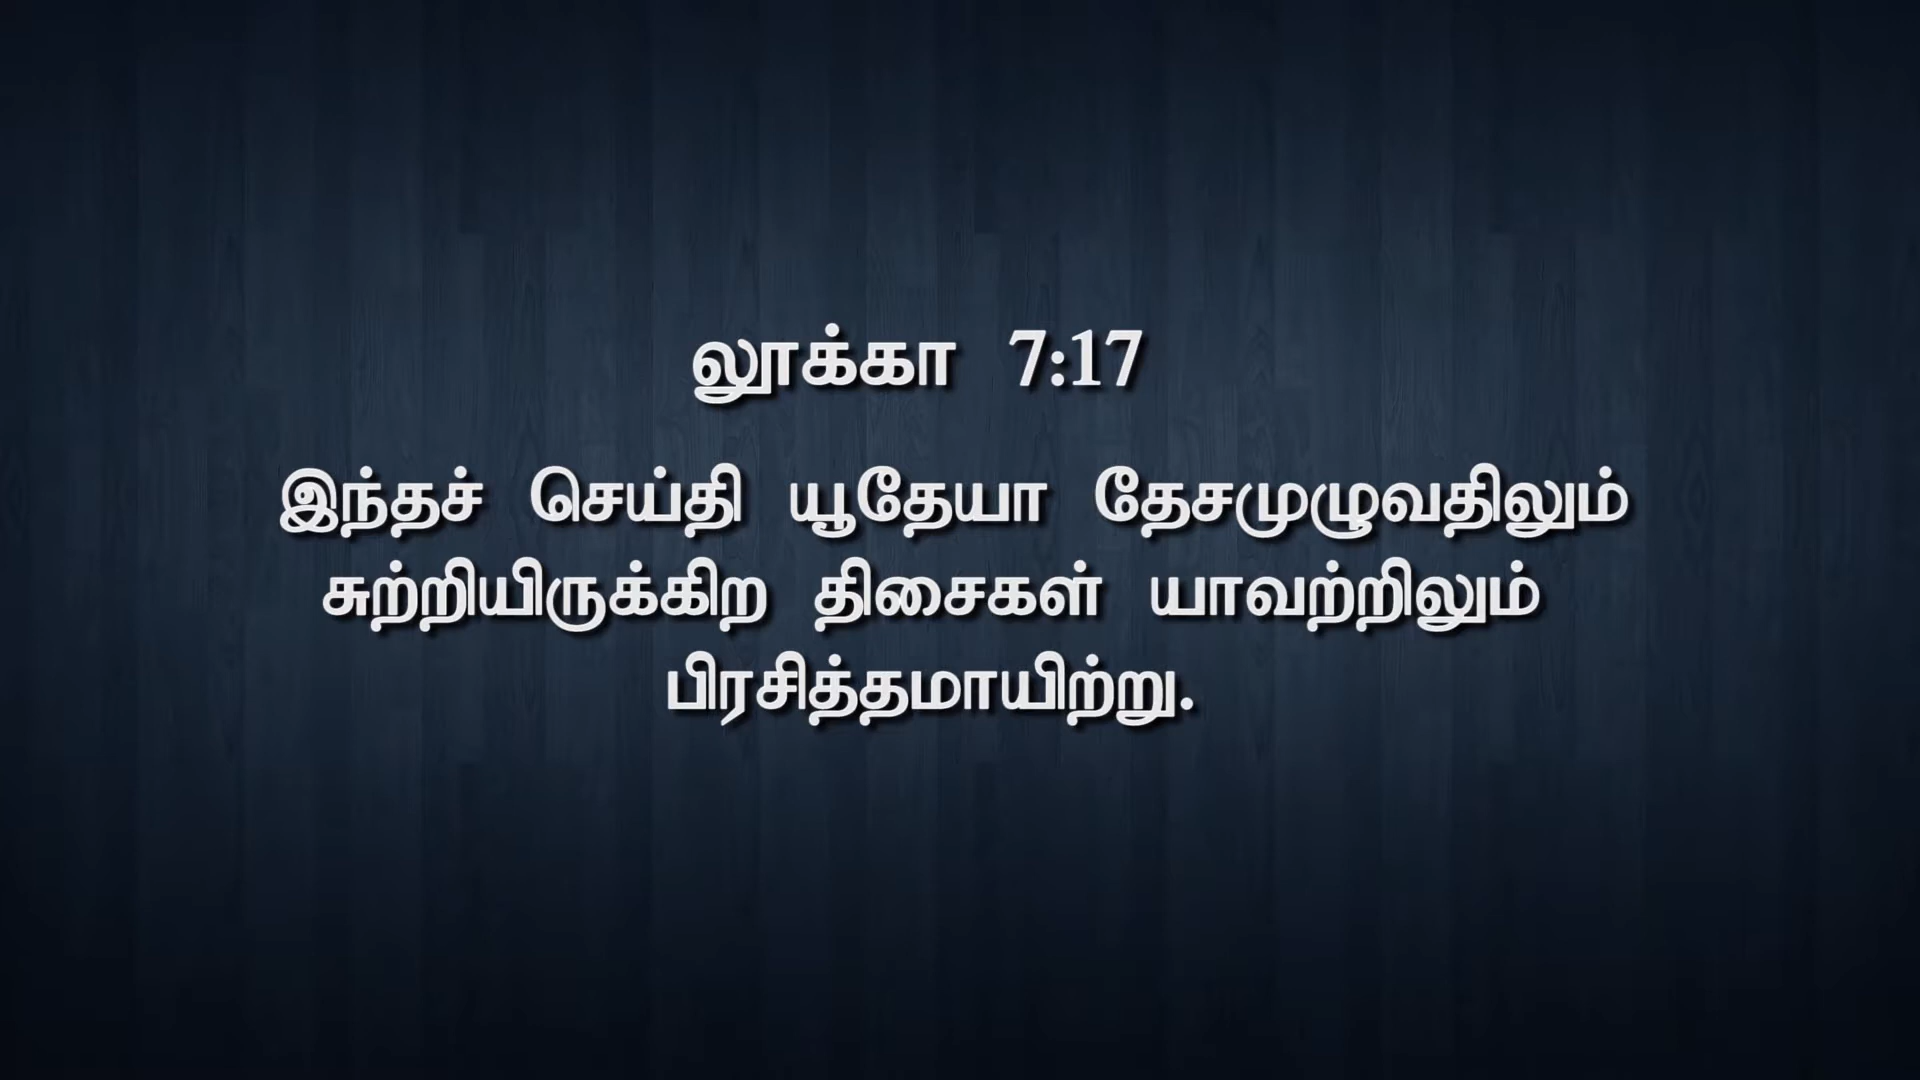 லூக்கா 7:17
இந்தச் செய்தி யூதேயா தேசமுழுவதிலும்
சுற்றியிருக்கிற திசைகள் யாவற்றிலும்
பிரசித்தமாயிற்று.